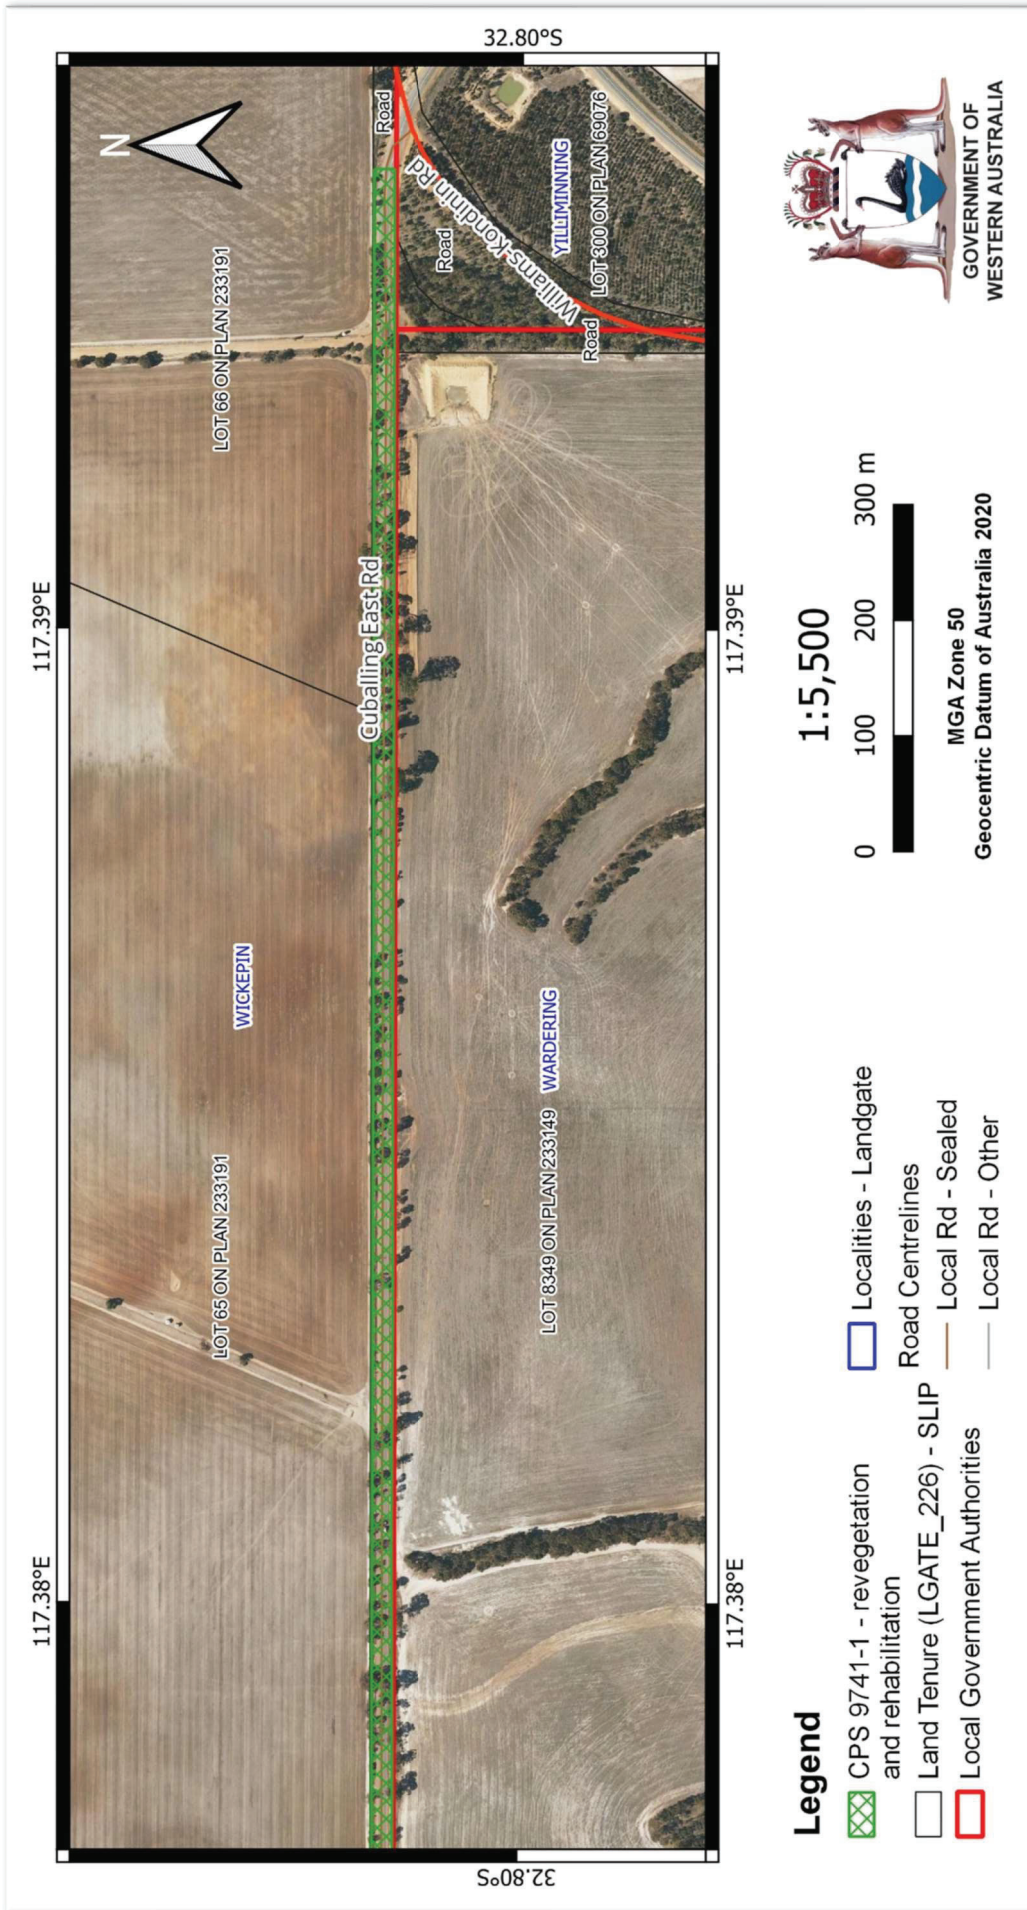 32.80°S
117.39°E
117.38°E
N
LOT 66 ON PLAN 233191
Road
Williams-Kondinin Rd
Road
YILLIMINNING
LOT 300 ON PLAN 69076
Road
Cuballing East Rd
WICKEPIN
LOT 65 ON PLAN 233191
WARDERING
LOT 8349 ON PLAN 233149
117.39°E
117.38°E
32.80°S
Legend
CPS 9741-1 - revegetation
and rehabilitation
Land Tenure (LGATE_226) - SLIP
Local Government Authorities
Localities - Landgate
Road Centrelines
Local Rd - Sealed
Local Rd - Other
1:5,500
0 100 200 300 m
MGA Zone 50
Geocentric Datum of Australia 2020
GOVERNMENT OF
WESTERN AUSTRALIA